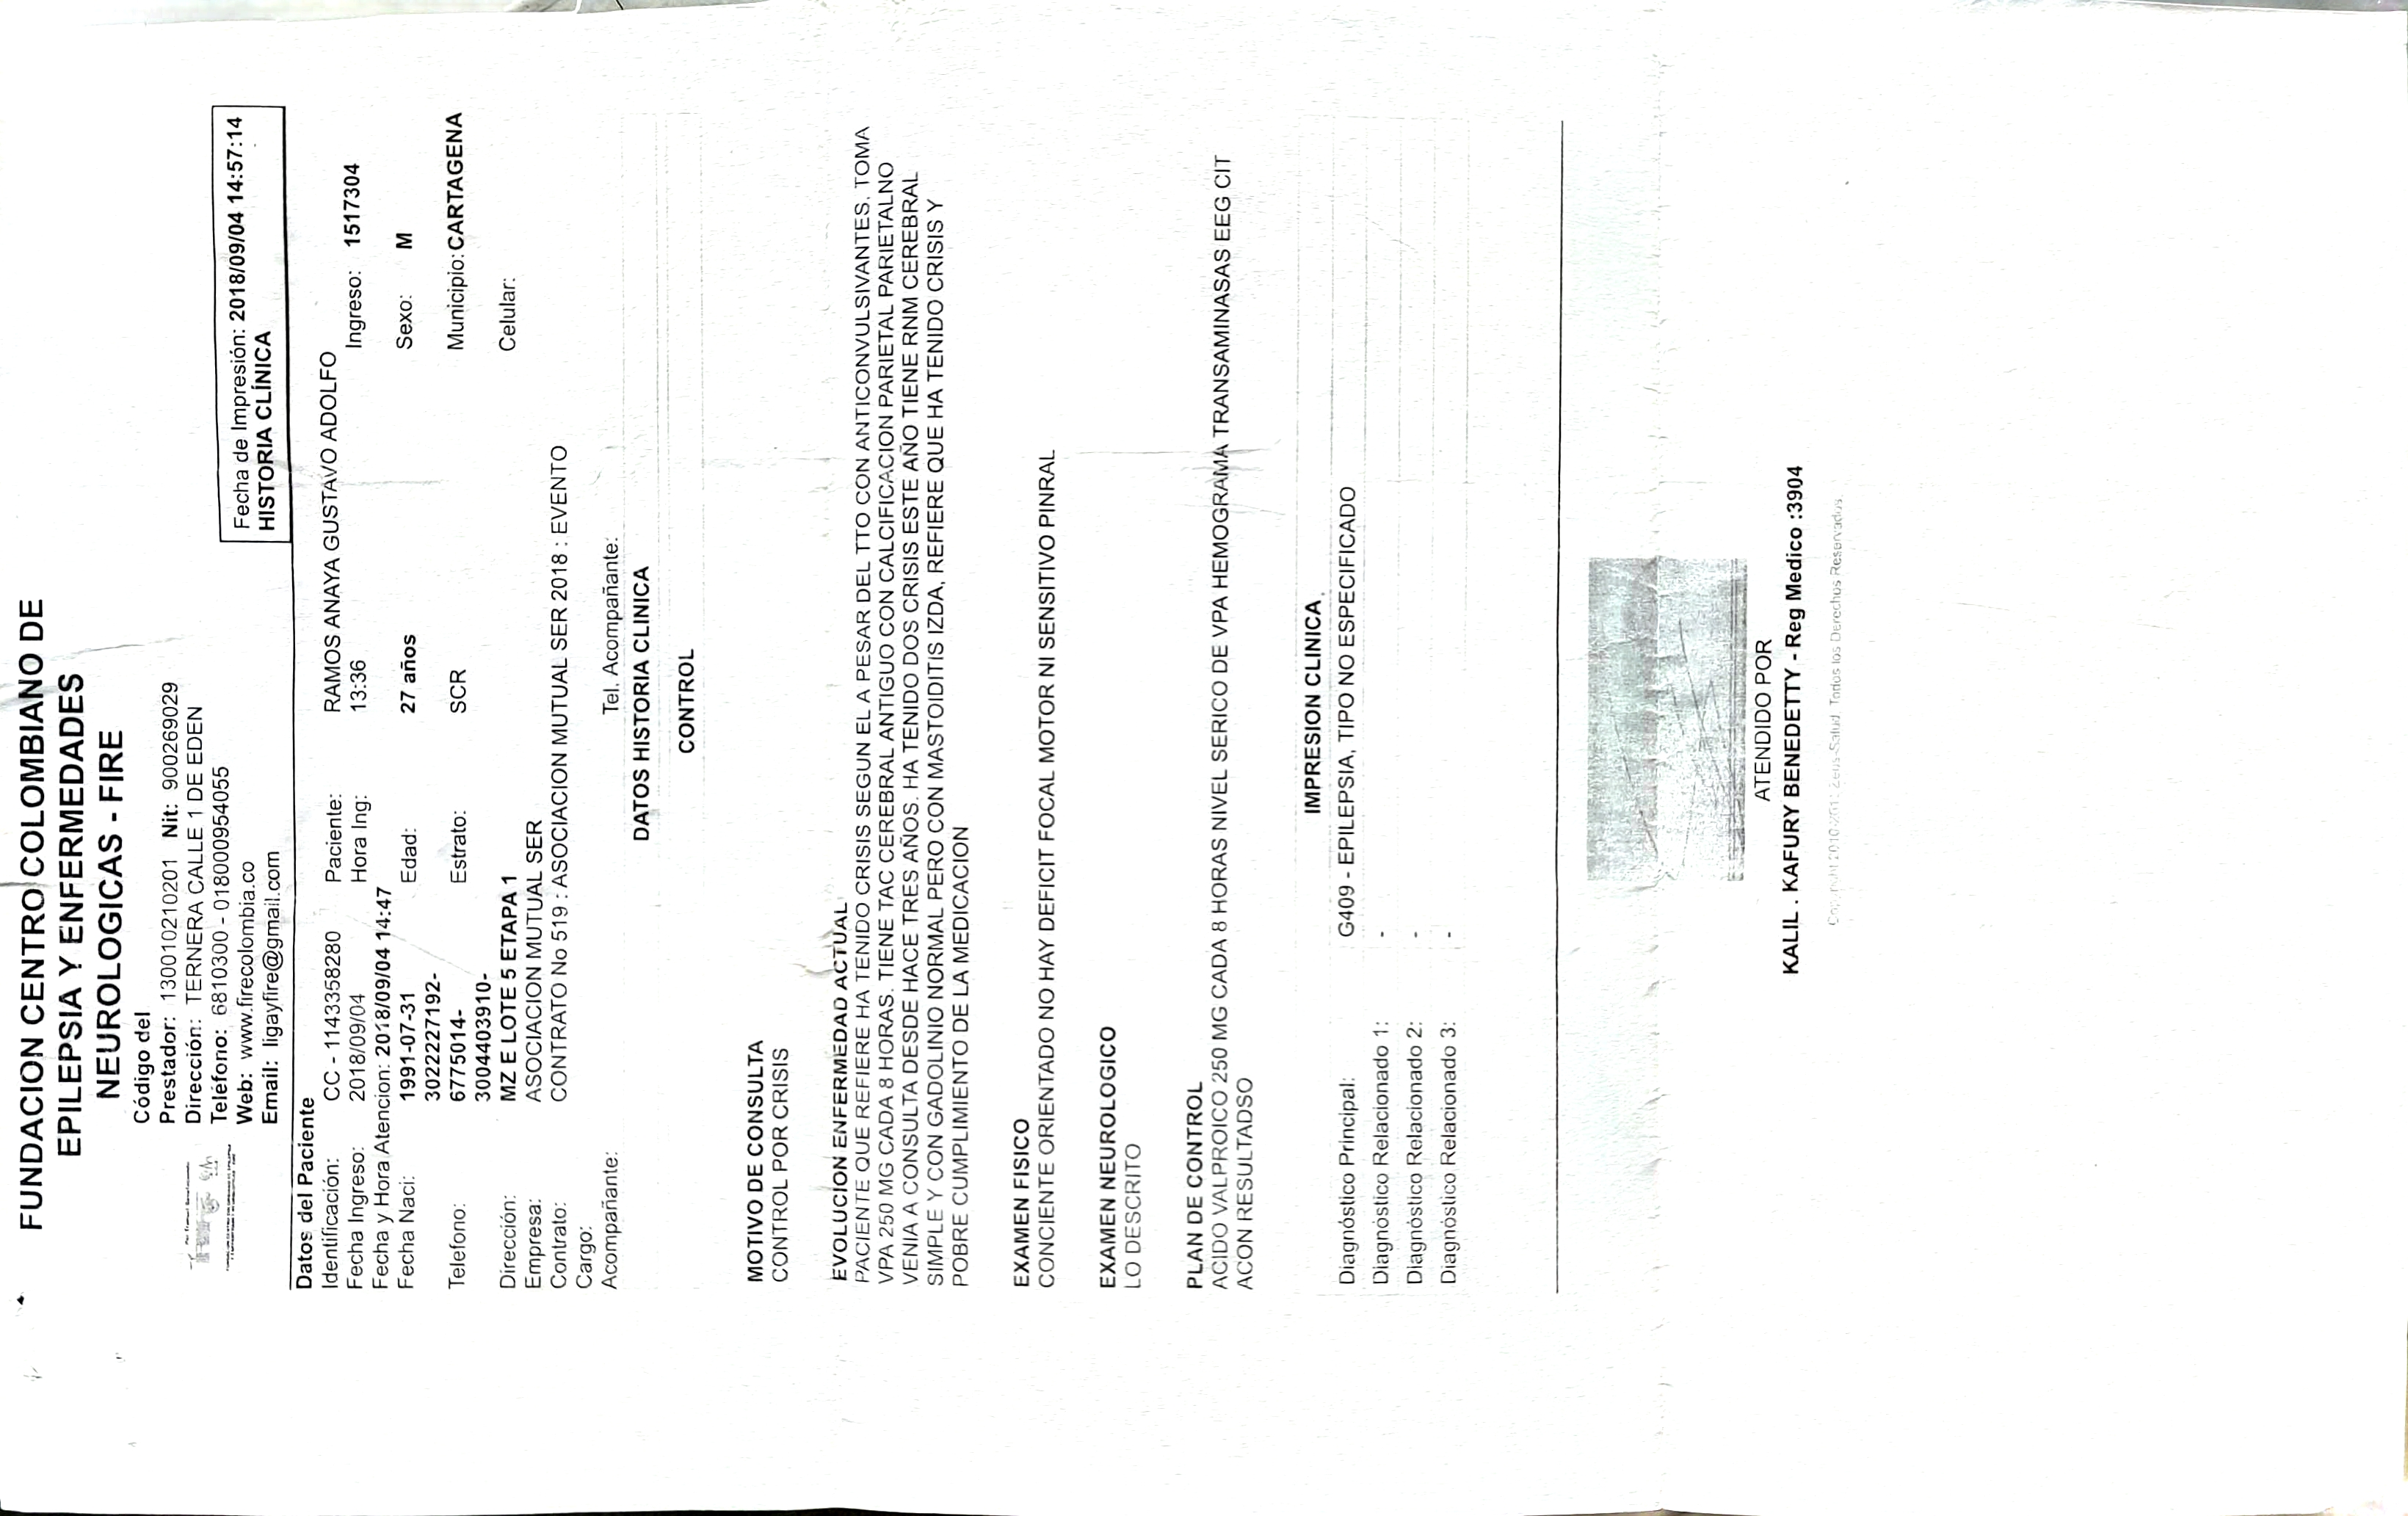 FUNDACION CENTRO COLOMBIANO DE
EPILEPSIA Y ENFERMEDADES
NEUROLOGICAS - FIRE
Código del
Prestador: 130010210201 Nit: 900269029
Dirección: TERNERA CALLE 1 DE EDEN
Teléfono: 6810300 - 018000954055
Web: www.firecolombia.co
Email: ligayfire@gmail.com
Fecha de Impresión: 2018/09/04 14:57:14
HISTORIA CLÍNICA
Datos del Paciente
Identificación: CC - 1143358280 Paciente: RAMOS ANAYA GUSTAVO ADOLFO
Fecha Ingreso: 2018/09/04 Hora Ing: 13:36 Ingreso: 1517304
Fecha y Hora Atencion: 2018/09/04 14:47
Fecha Naci: 1991-07-31 Edad: 27 años Sexo: M
3022227192-
Telefono: 6775014- Estrato: SCR Municipio: CARTAGENA
3004403910-
Dirección: MZ E LOTE 5 ETAPA 1 Celular:
Empresa: ASOCIACION MUTUAL SER
Contrato: CONTRATO No 519 : ASOCIACION MUTUAL SER 2018 : EVENTO
Cargo:
Acompañante: Tel. Acompañante:
DATOS HISTORIA CLINICA
CONTROL
MOTIVO DE CONSULTA
CONTROL POR CRISIS
EVOLUCION ENFERMEDAD ACTUAL
PACIENTE QUE REFIERE HA TENIDO CRISIS SEGUN EL A PESAR DEL TTO CON ANTICONVULSIVANTES. TOMA
VPA 250 MG CADA 8 HORAS. TIENE TAC CEREBRAL ANTIGUO CON CALCIFICACION PARIETAL PARIETALNO
VENIA A CONSULTA DESDE HACE TRES AÑOS. HA TENIDO DOS CRISIS ESTE AÑO TIENE RNM CEREBRAL
SIMPLE Y CON GADOLINIO NORMAL PERO CON MASTOIDITIS IZDA, REFIERE QUE HA TENIDO CRISIS Y
POBRE CUMPLIMIENTO DE LA MEDICACION
EXAMEN FISICO
CONCIENTE ORIENTADO NO HAY DEFICIT FOCAL MOTOR NI SENSITIVO PINRAL
EXAMEN NEUROLOGICO
LO DESCRITO
PLAN DE CONTROL
ACIDO VALPROICO 250 MG CADA 8 HORAS NIVEL SERICO DE VPA HEMOGRAMA TRANSAMINASAS EEG CIT
ACON RESULTADSO
IMPRESION CLINICA
Diagnóstico Principal: G409 - EPILEPSIA, TIPO NO ESPECIFICADO
Diagnóstico Relacionado 1: -
Diagnóstico Relacionado 2: -
Diagnóstico Relacionado 3: -
ATENDIDO POR
KALIL . KAFURY BENEDETTY - Reg Medico :3904
Zeus-Salud. Todos los Derechos Reservados.